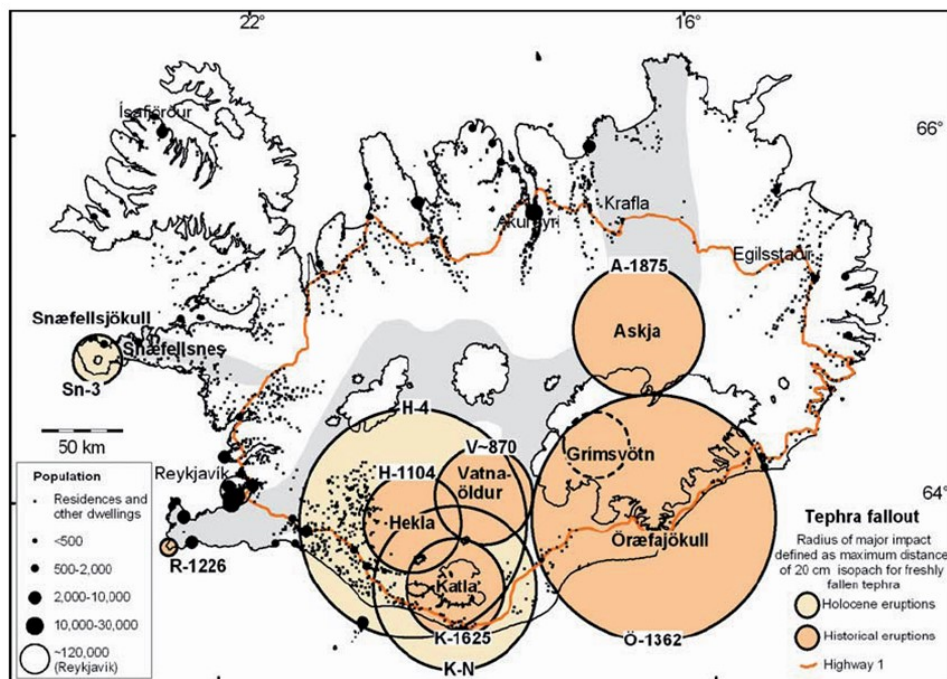 22°
16°
Ísafjörður
66°
Krafla
Akureyri
Egilsstaðir
A-1875
Askja
Snæfellsjökull
Snæfellsnes
Sn-3
50 km
H-4
V~870
H-1104
Vatna-
öldur
Grímsvötn
Hekla
Reykjavík
64°
Öræfajökull
Katla
R-1226
K-1625
K-N
Ö-1362
Population
Residences and
other dwellings
<500
500-2,000
2,000-10,000
10,000-30,000
~120,000
(Reykjavik)
Tephra fallout
Radius of major impact
defined as maximum distance
of 20 cm isopach for freshly
fallen tephra
Holocene eruptions
Historical eruptions
Highway 1